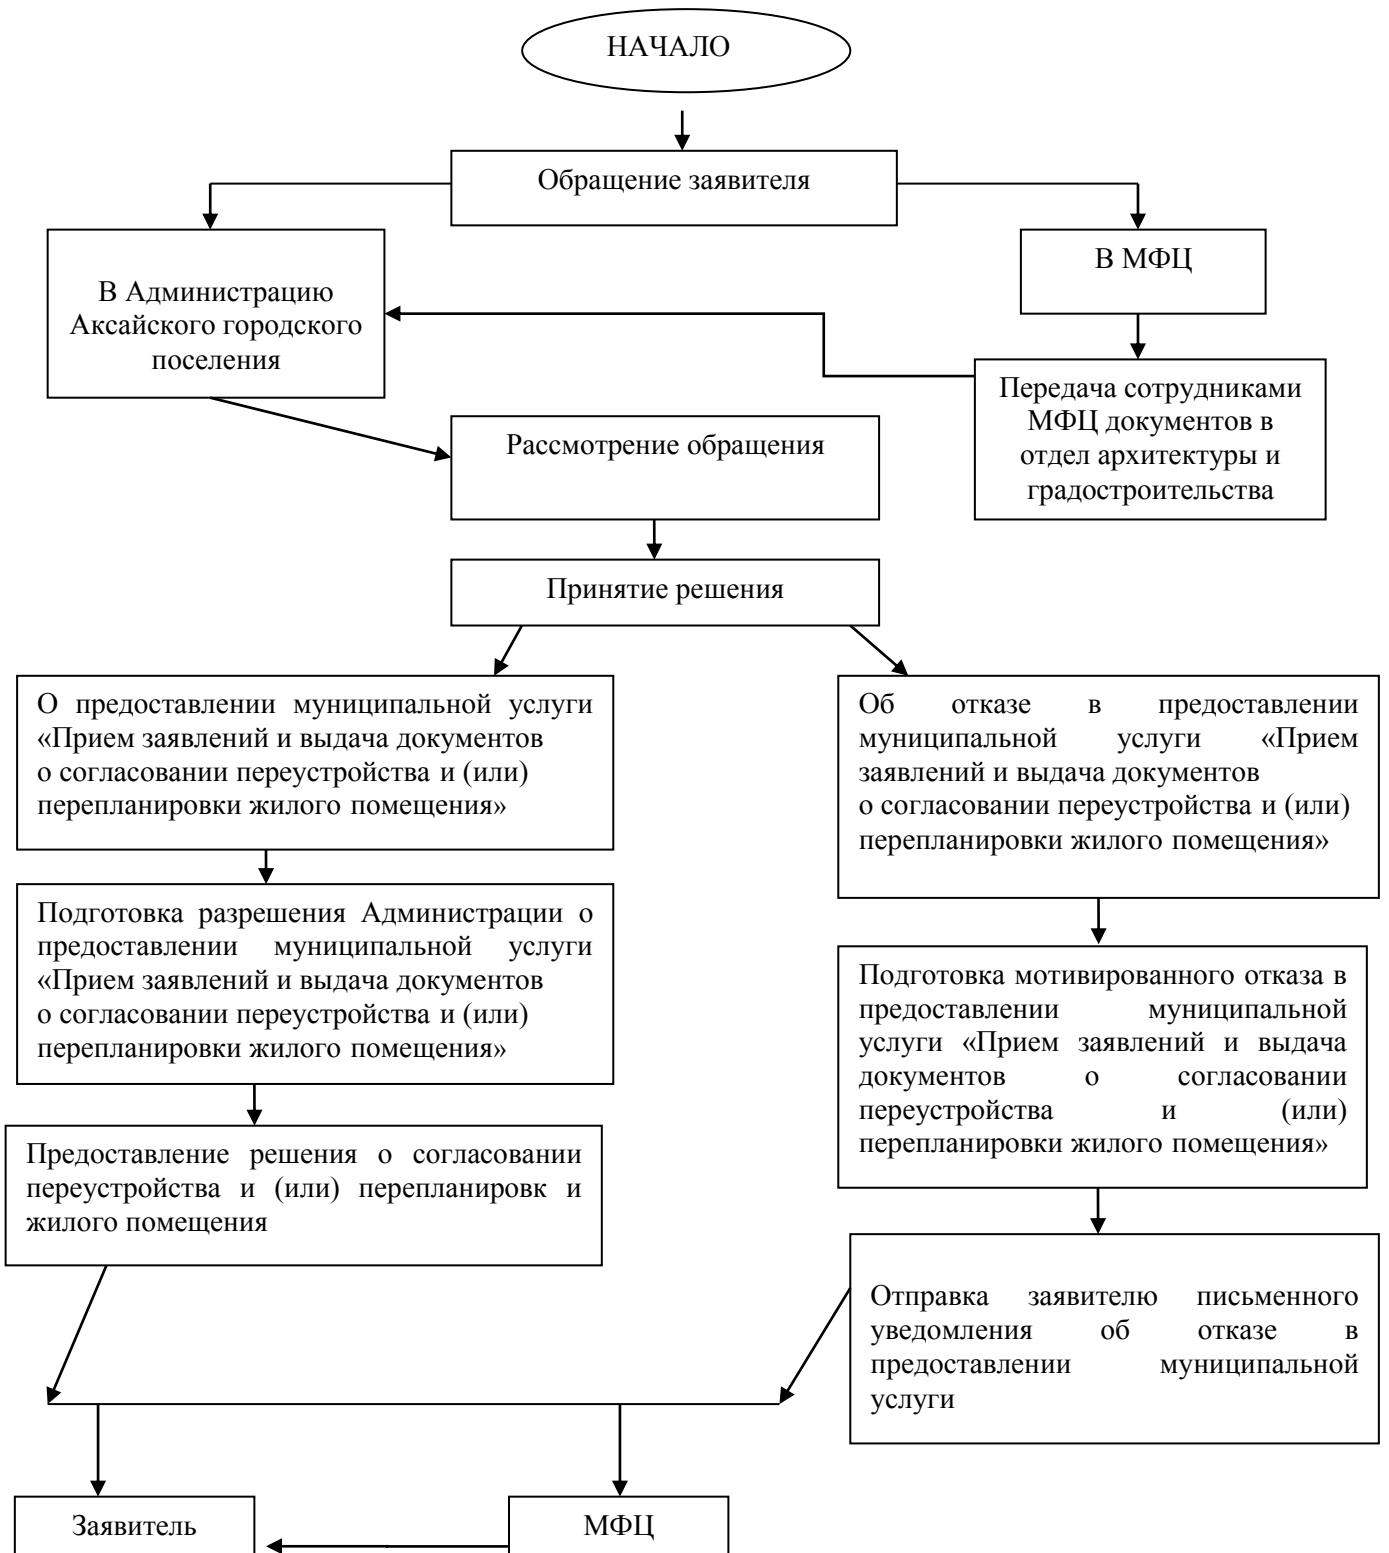 НАЧАЛО
Обращение заявителя
В Администрацию
Аксайского городского
поселения
В МФЦ
Передача сотрудниками
МФЦ документов в
отдел архитектуры и
градостроительства
Рассмотрение обращения
Принятие решения
О предоставлении муниципальной услуги
«Прием заявлений и выдача документов
о согласовании переустройства и (или)
перепланировки жилого помещения»
Об отказе в предоставлении
муниципальной услуги «Прием
заявлений и выдача документов
о согласовании переустройства и (или)
перепланировки жилого помещения»
Подготовка разрешения Администрации о
предоставлении муниципальной услуги
«Прием заявлений и выдача документов
о согласовании переустройства и (или)
перепланировки жилого помещения»
Подготовка мотивированного отказа в
предоставлении муниципальной
услуги «Прием заявлений и выдача
документов о согласовании
переустройства и (или)
перепланировки жилого помещения»
Предоставление решения о согласовании
переустройства и (или) перепланировк и
жилого помещения
Отправка заявителю письменного
уведомления об отказе в
предоставлении муниципальной
услуги
Заявитель
МФЦ